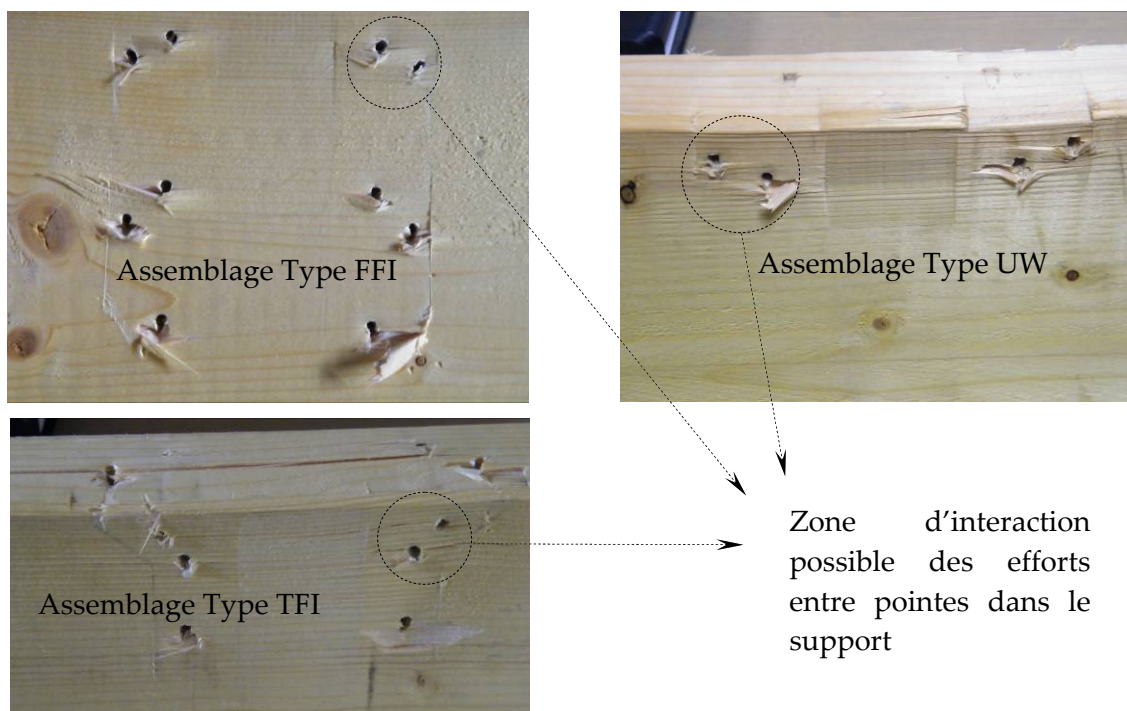 Assemblage Type FFI
Assemblage Type UW
Assemblage Type TFI
Zone d'interaction
possible des efforts
entre pointes dans le
support